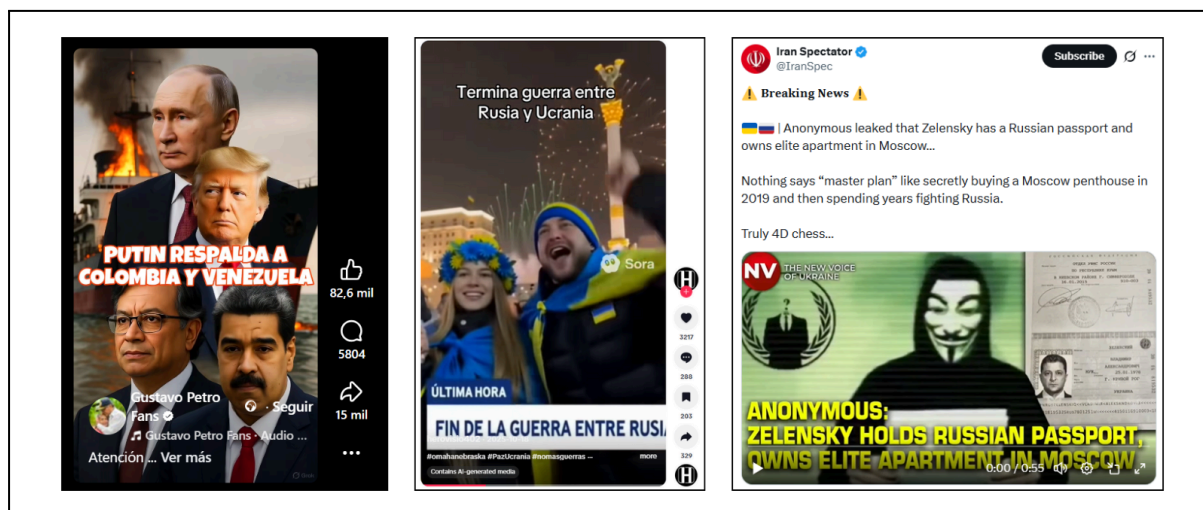 PUTIN RESPALDA A
COLOMBIA Y VENEZUELA
82,6 mil
5804
15 mil
Gustavo Petro
Fans
· Seguir
Gustavo Petro Fans · Audio ...
Atención ... Ver más
Termina guerra entre
Rusia y Ucrania
Sora
ÚLTIMA HORA
FIN DE LA GUERRA ENTRE RUSI
#omahanebraska #PazUcrania #nomasguerras ...
more
Contains AI-generated media
H
3217
288
203
329
H
Iran Spectator
@IranSpec
Subscribe
Breaking News
| Anonymous leaked that Zelensky has a Russian passport and
owns elite apartment in Moscow...
Nothing says “master plan” like secretly buying a Moscow penthouse in
2019 and then spending years fighting Russia.
Truly 4D chess...
NV
THE NEW VOICE
OF UKRAINE
ANONYMOUS:
ZELENSKY HOLDS RUSSIAN PASSPORT,
OWNS ELITE APARTMENT IN MOSCOW
0:00 / 0:55